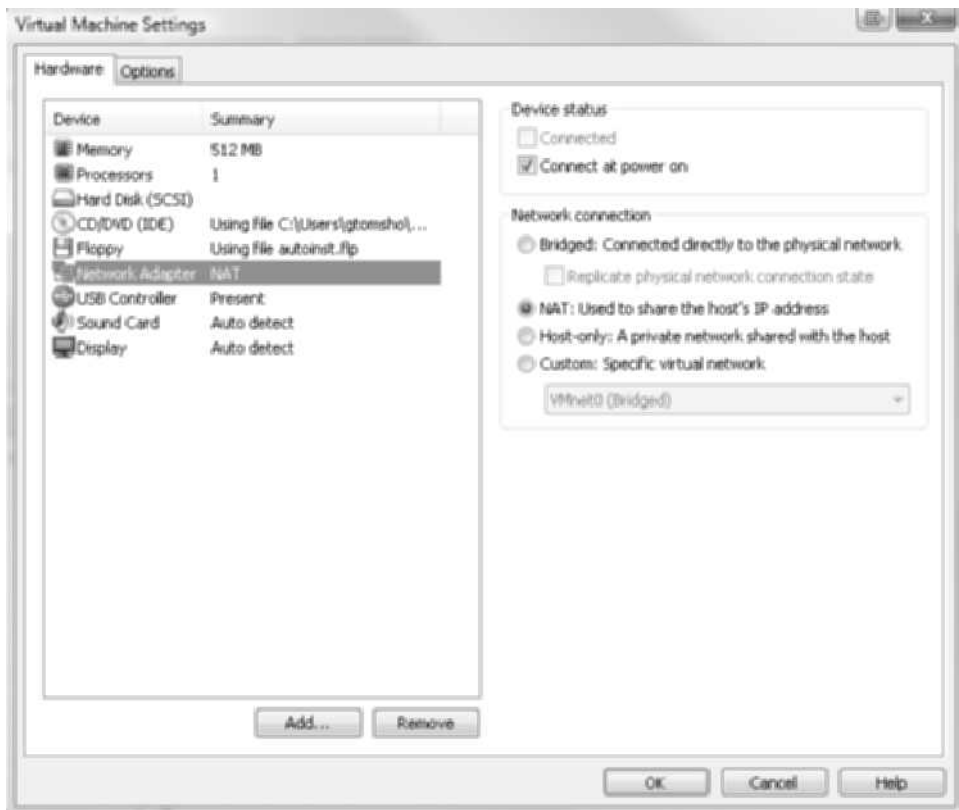 Virtual Machine Settings
Hardware Options
Device Summary
Memory 512 MB
Processors 1
Hard Disk (SCSI)
CD/DVD (IDE) Using file C:\Users\gtomsho\,...
Floppy Using file autoinst.flp
Network Adapter NAT
USB Controller Present
Sound Card Auto detect
Display Auto detect
Add... Remove
Device status
Connected
Connect at power on
Network connection
Bridged: Connected directly to the physical network
Replicate physical network connection state
NAT: Used to share the host's IP address
Host-only: A private network shared with the host
Custom: Specific virtual network
VMnet0 (Bridged)
OK Cancel Help